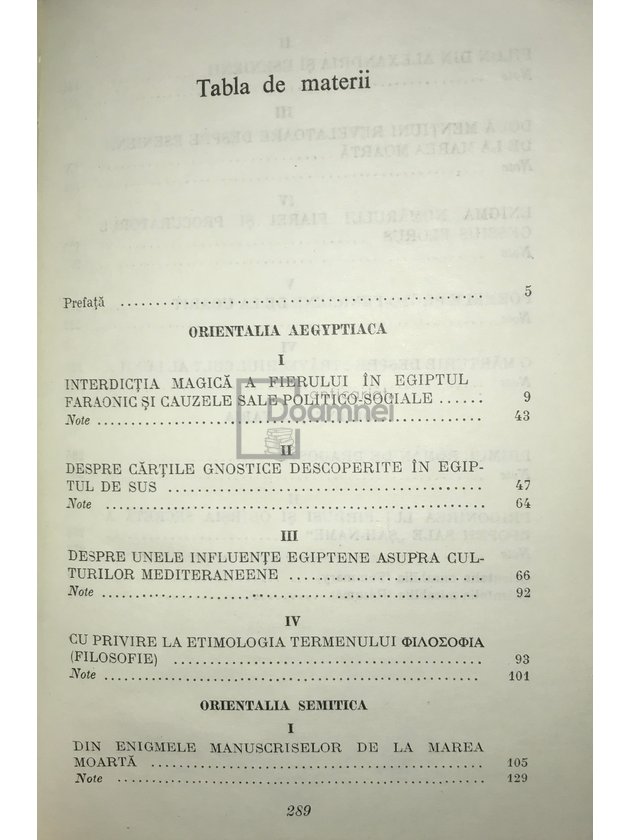 Tabla de materii
Prefață 5
ORIENTALIA AEGYPTIACA
I
INTERDICȚIA MAGICĂ A FIERULUI ÎN EGIPTUL
FARAONIC ȘI CAUZELE SALE POLITICO-SOCIALE ...... 9
Note 43
II
DESPRE CĂRȚILE GNOSTICE DESCOPERITE ÎN EGIP-
TUL DE SUS 47
Note 64
III
DESPRE UNELE INFLUENȚE EGIPTENE ASUPRA CUL-
TURILOR MEDITERANEENE 66
Note 92
IV
CU PRIVIRE LA ETIMOLOGIA TERMENULUI ΦΙΛΟΣΟΦΙΑ
(FILOSOFIE) 93
Note 101
ORIENTALIA SEMITICA
I
DIN ENIGMELE MANUSCRISELOR DE LA MAREA
MOARTĂ 105
Note 129
289